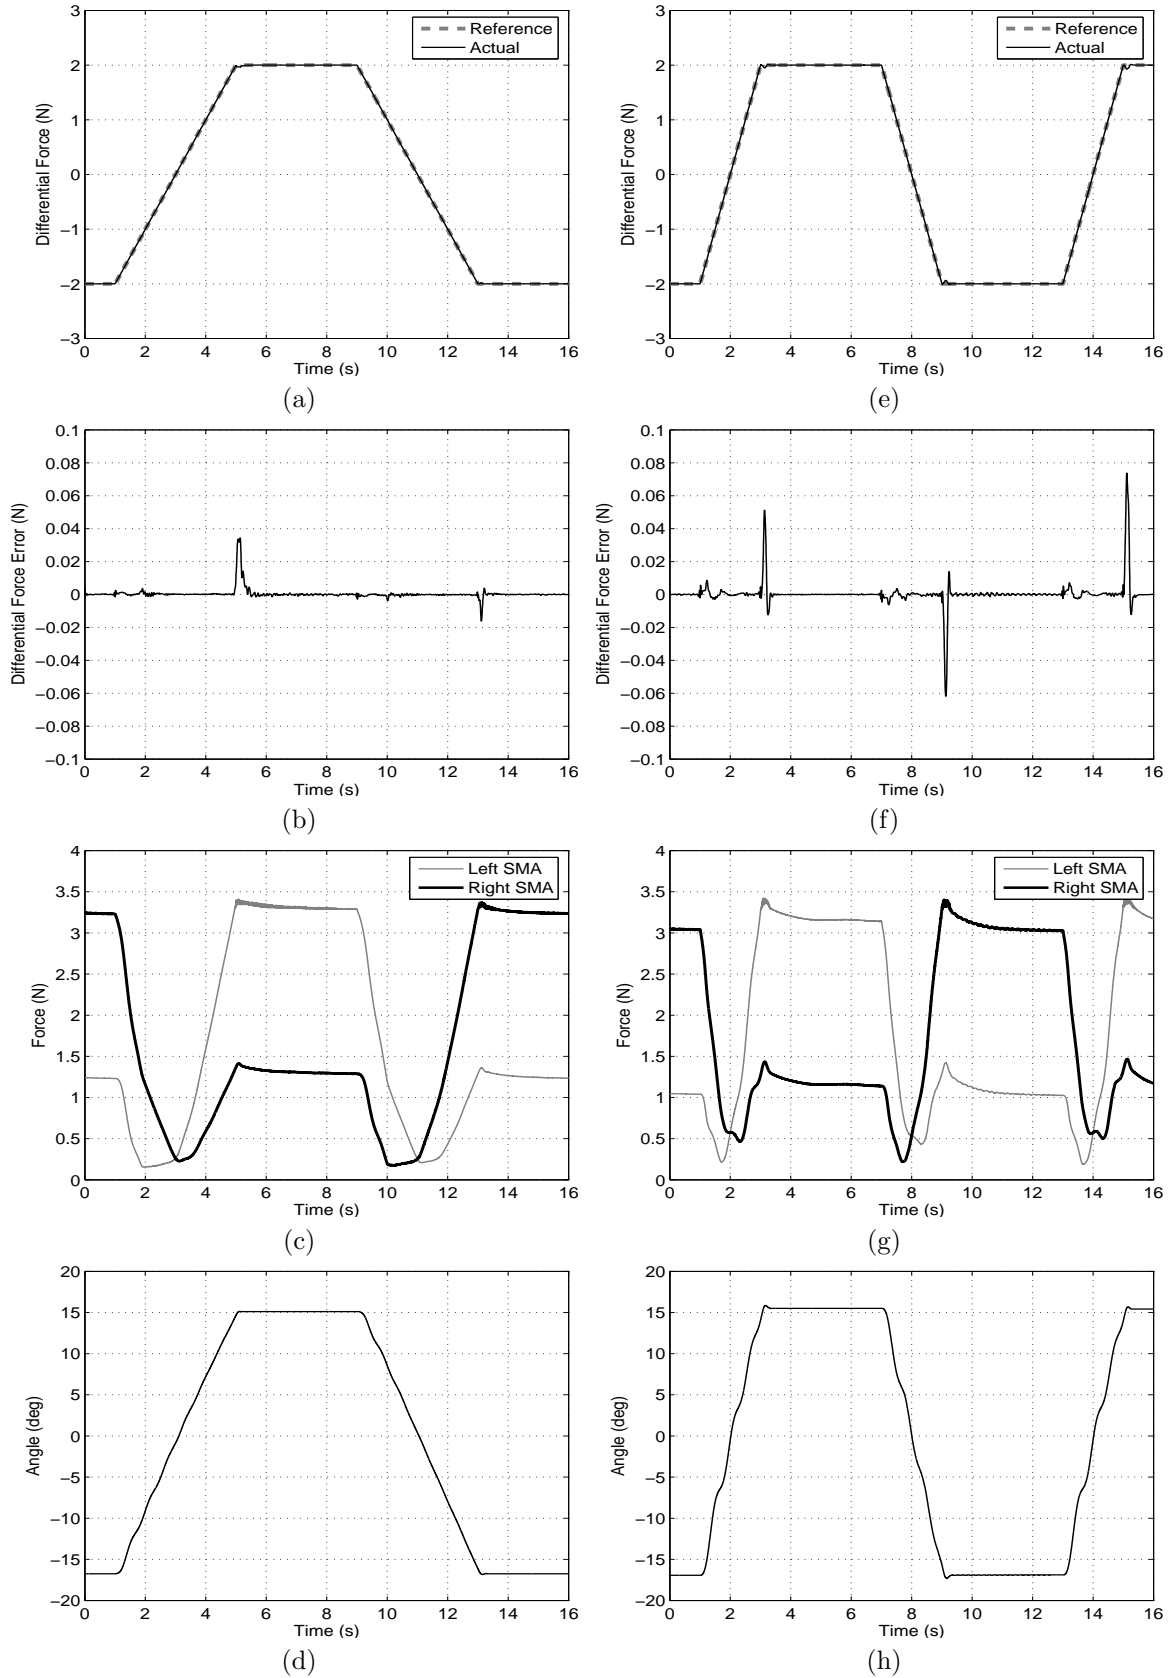 3
2
1
0
−1
−2
−3
Differential Force (N)
Reference
Actual
0 2 4 6 8 10 12 14 16
Time (s)
(a)
3
2
1
0
−1
−2
−3
Differential Force (N)
Reference
Actual
0 2 4 6 8 10 12 14 16
Time (s)
(e)
0.1
0.08
0.06
0.04
0.02
0
−0.02
−0.04
−0.06
−0.08
−0.1
Differential Force Error (N)
0 2 4 6 8 10 12 14 16
Time (s)
(b)
0.1
0.08
0.06
0.04
0.02
0
−0.02
−0.04
−0.06
−0.08
−0.1
Differential Force Error (N)
0 2 4 6 8 10 12 14 16
Time (s)
(f)
4
3.5
3
2.5
2
1.5
1
0.5
0
Force (N)
Left SMA
Right SMA
0 2 4 6 8 10 12 14 16
Time (s)
(c)
4
3.5
3
2.5
2
1.5
1
0.5
0
Force (N)
Left SMA
Right SMA
0 2 4 6 8 10 12 14 16
Time (s)
(g)
20
15
10
5
0
−5
−10
−15
−20
Angle (deg)
0 2 4 6 8 10 12 14 16
Time (s)
(d)
20
15
10
5
0
−5
−10
−15
−20
Angle (deg)
0 2 4 6 8 10 12 14 16
Time (s)
(h)